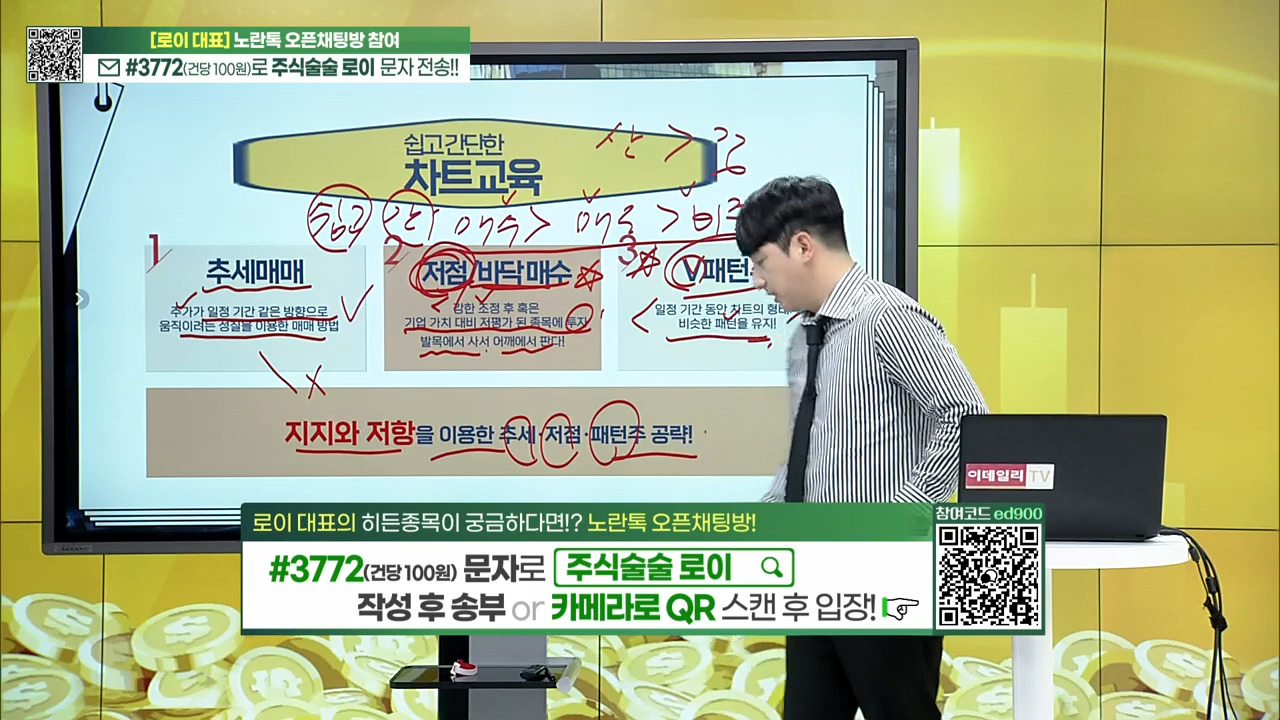 [로이 대표] 노란톡 오픈채팅방 참여
#3772(건당 100원)로 주식술술 로이 문자 전송!!
쉽고 간단한
차트교육
산 >
쉽고 매수 > 매도 > 비중
1
2
3
추세매매
주가가 일정 기간 같은 방향으로
움직이려는 성질을 이용한 매매 방법
저점/바닥 매수
강한 조정 후 혹은
기업 가치 대비 저평가 된 종목에 투자
발목에서 사서 어깨에서 판다!
V패턴
일정 기간 동안 차트의 형태
비슷한 패턴을 유지!
X
지지와 저항을 이용한 추세·저점·패턴주 공략!
이데일리 TV
로이 대표의 히든종목이 궁금하다면!? 노란톡 오픈채팅방!
참여코드 ed900
#3772(건당 100원) 문자로 주식술술 로이
작성 후 송부 or 카메라로 QR 스캔 후 입장!